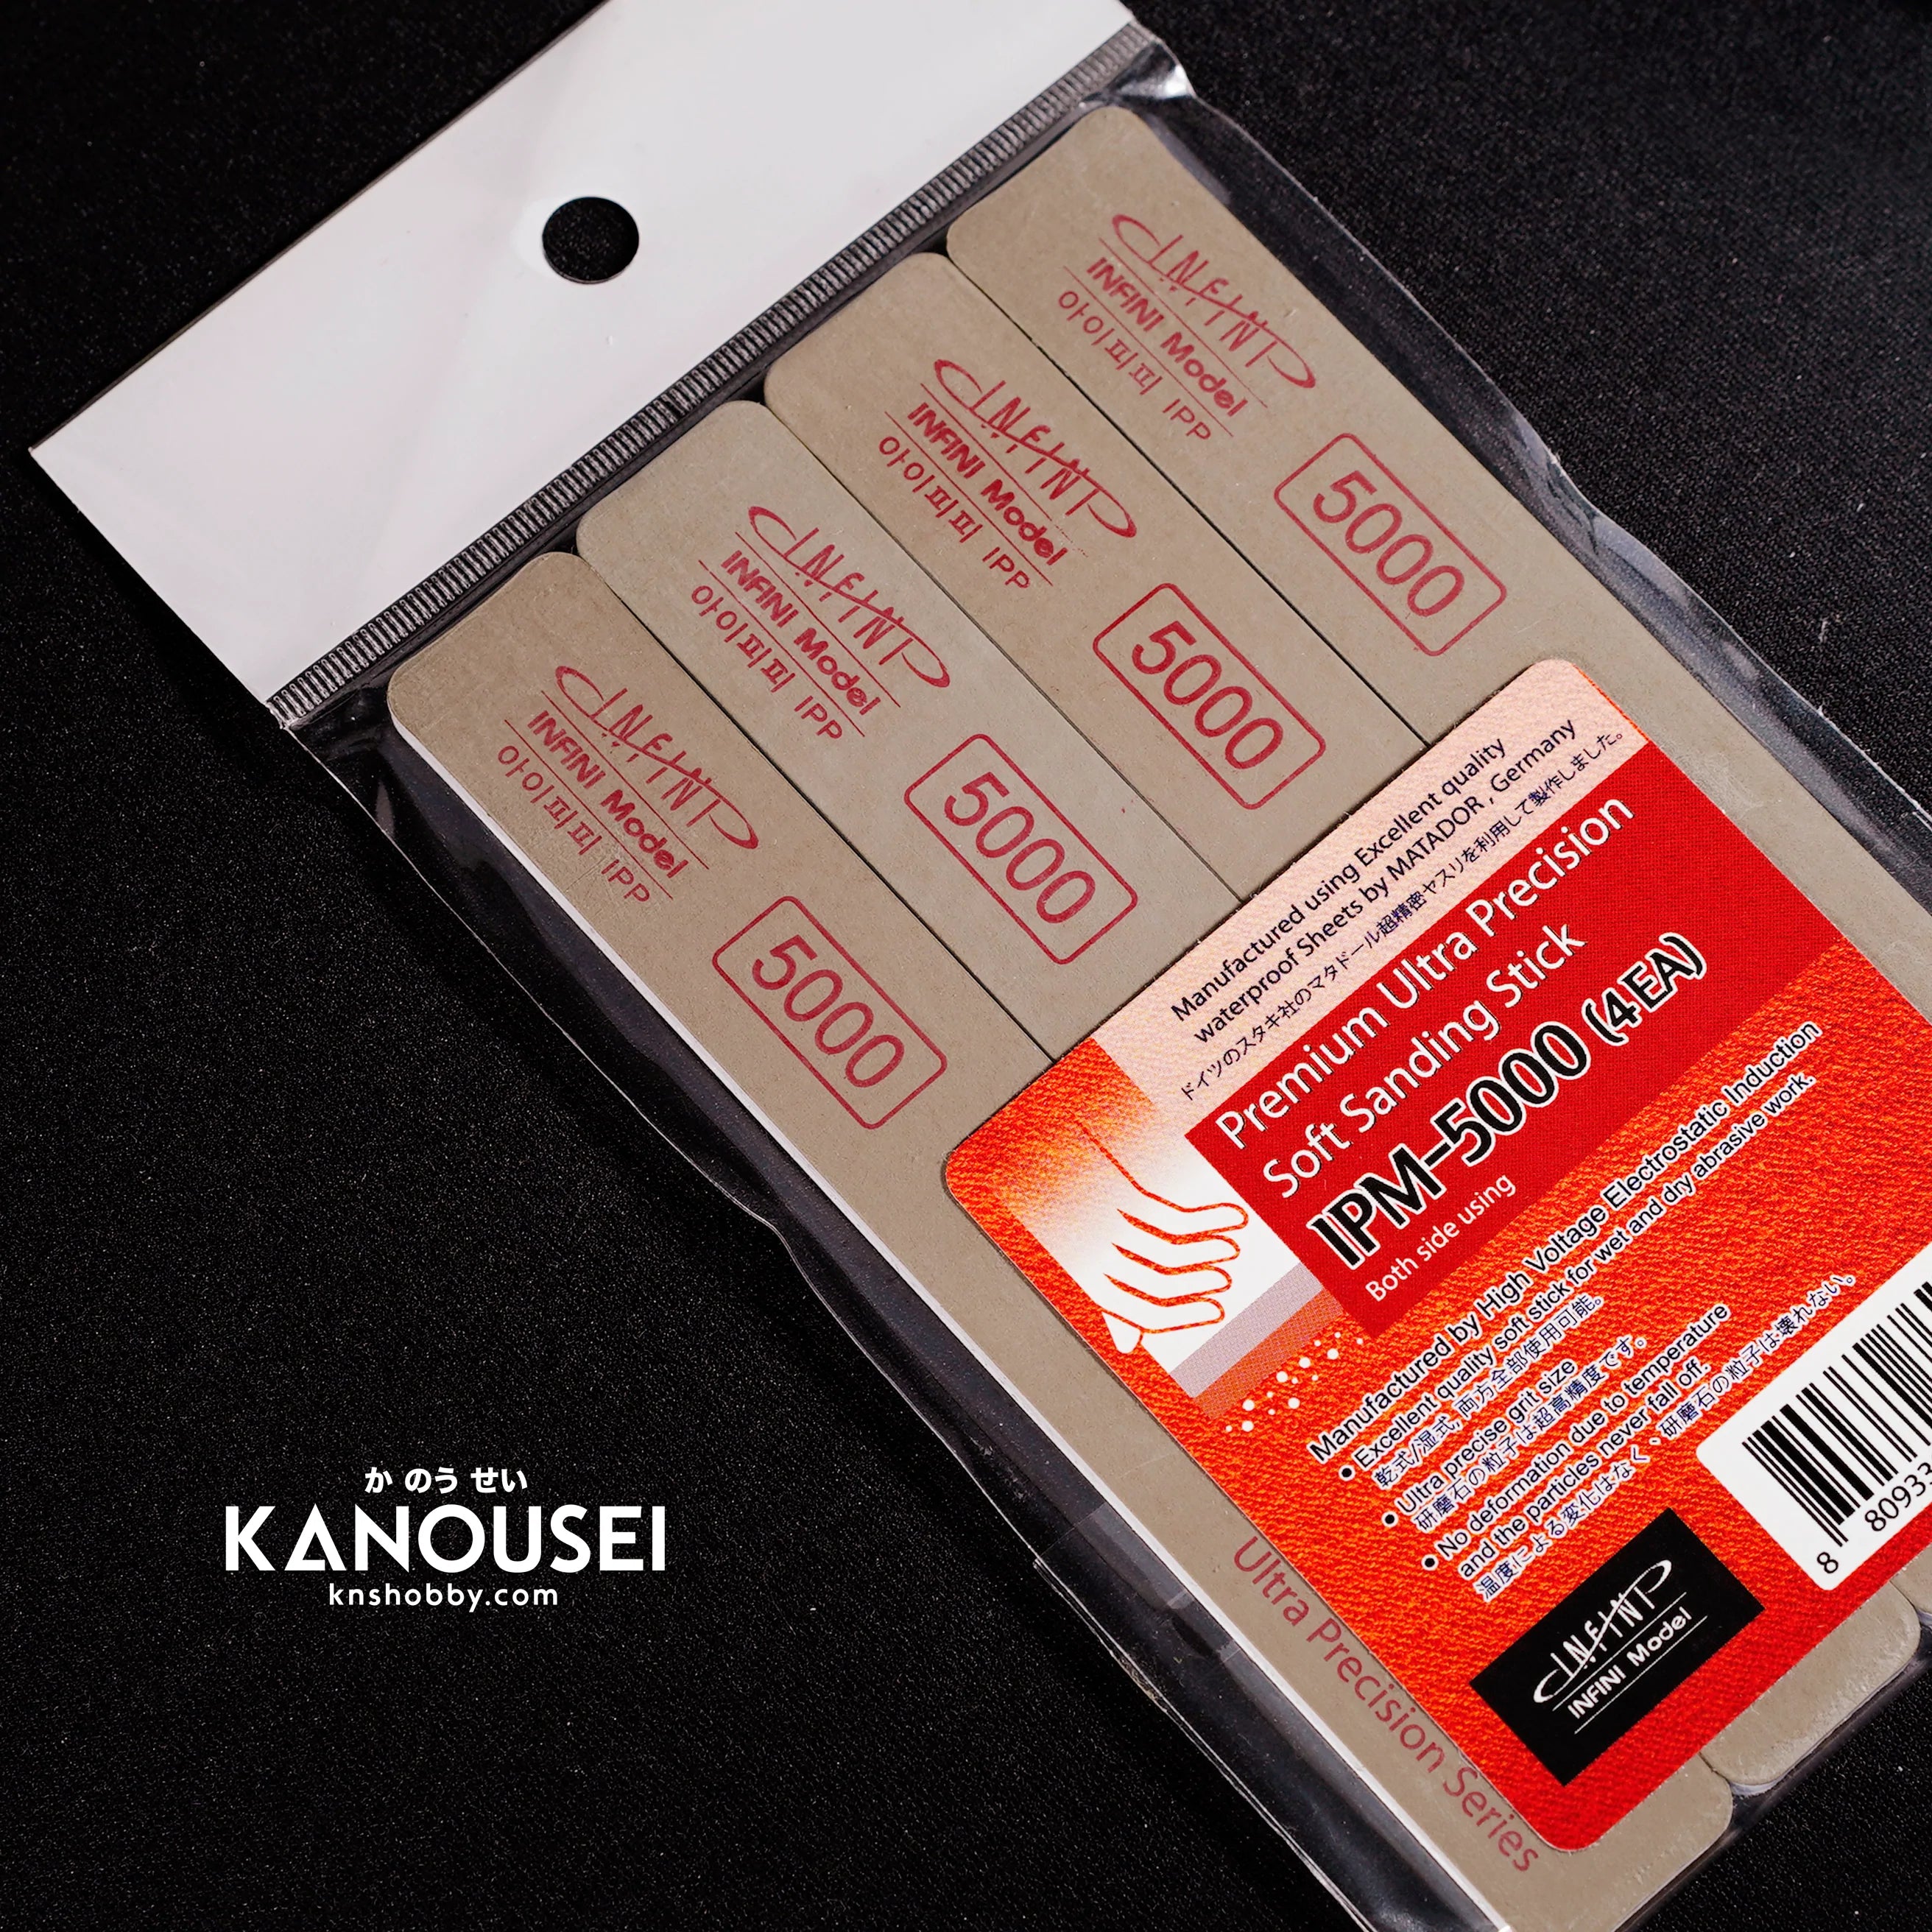 INFINI
INFINI Model
아이피피 IPP
5000
INFINI
INFINI Model
아이피피 IPP
5000
INFINI
INFINI Model
아이피피 IPP
5000
INFINI
INFINI Model
아이피피 IPP
5000
Manufactured using Excellent quality
waterproof Sheets by MATADOR , Germany
ドイツのスタキ社のマタドール超精密ヤスリを利用して製作しました。
Premium Ultra Precision
Soft Sanding Stick
IPM-5000 (4EA)
Both side using
Manufactured by High Voltage Electrostatic Induction
• Excellent quality soft stick for wet and dry abrasive work.
乾式/湿式, 両方全部使用可能。
• Ultra precise grit size
研磨石の粒子は超高精度です。
• No deformation due to temperature
and the particles never fall off.
温度による変化はなく、研磨石の粒子は壊れない。
8 80933
INFINI
INFINI Model
Ultra Precision Series
か のう せい
KANOUSEI
knshobby.com